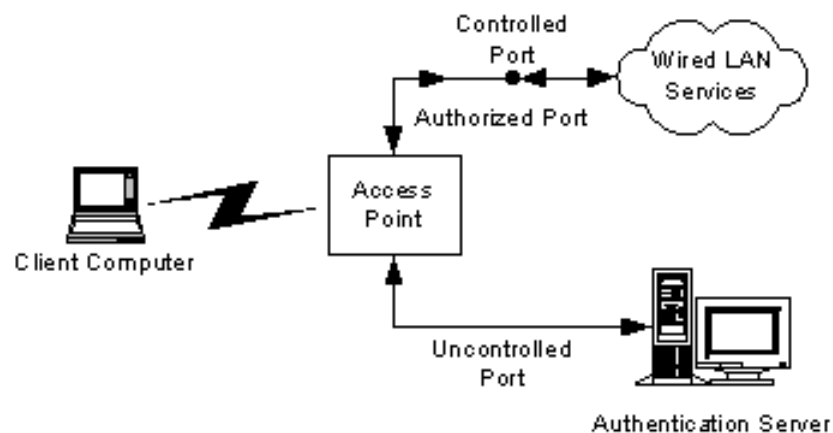 Controlled
Port
Wired LAN
Services
Authorized Port
Access
Point
Client Computer
Uncontrolled
Port
Authentication Server